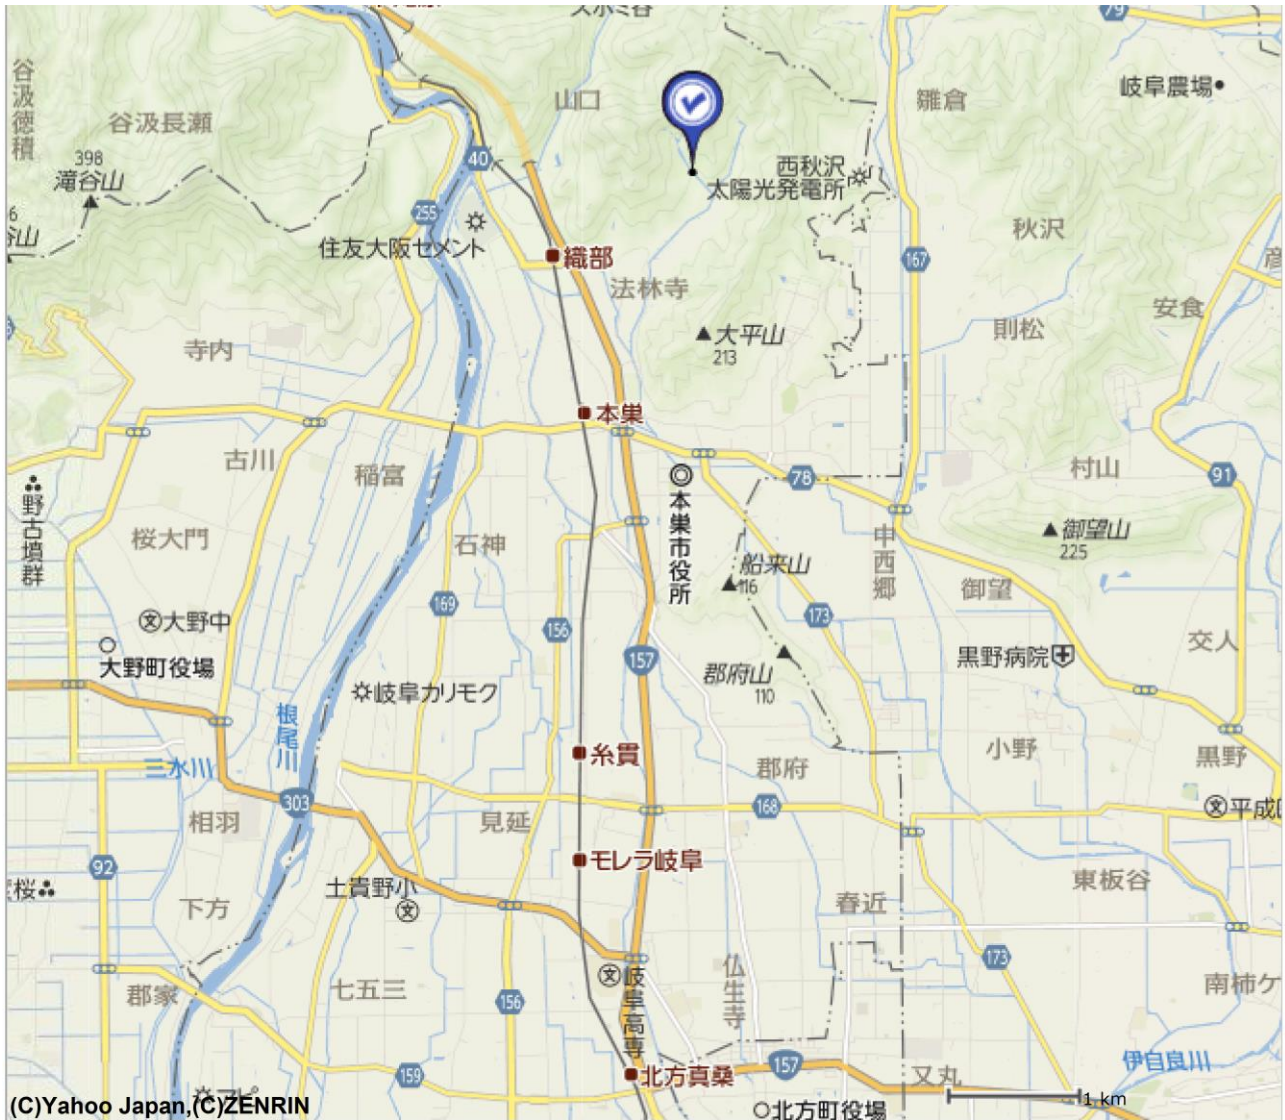 スホミ谷
79
谷汲徳積
谷汲長瀬
山口
雛倉
岐阜農場
398
滝谷山
40
西秋沢
太陽光発電所
255
住友大阪セメント
織部
秋沢
167
法林寺
安食
則松
大平山
213
寺内
本巣
古川
稲富
78
村山
91
野古墳群
本巣市役所
桜大門
石神
中西郷
御望山
225
船来山
116
御望
大野中
169
156
173
交人
大野町役場
157
郡府山
110
黒野病院
岐阜カリモク
根尾川
糸貫
郡府
小野
黒野
三水川
303
相羽
見延
168
平成
92
モレラ岐阜
桜
士貴野小
東板谷
下方
春近
173
郡家
七五三
156
岐阜高専
仏生寺
南柿ケ
159
北方真桑
157
又丸
伊自良川
1 km
マピ
北方町役場
(C)Yahoo Japan,(C)ZENRIN